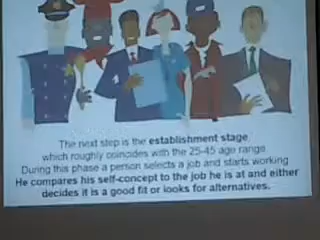 The next step is the establishment stage,
which roughly coincides with the 25-45 age range.
During this phase a person selects a job and starts working.
He compares his self-concept to the job he is at and either
decides it is a good fit or looks for alternatives.